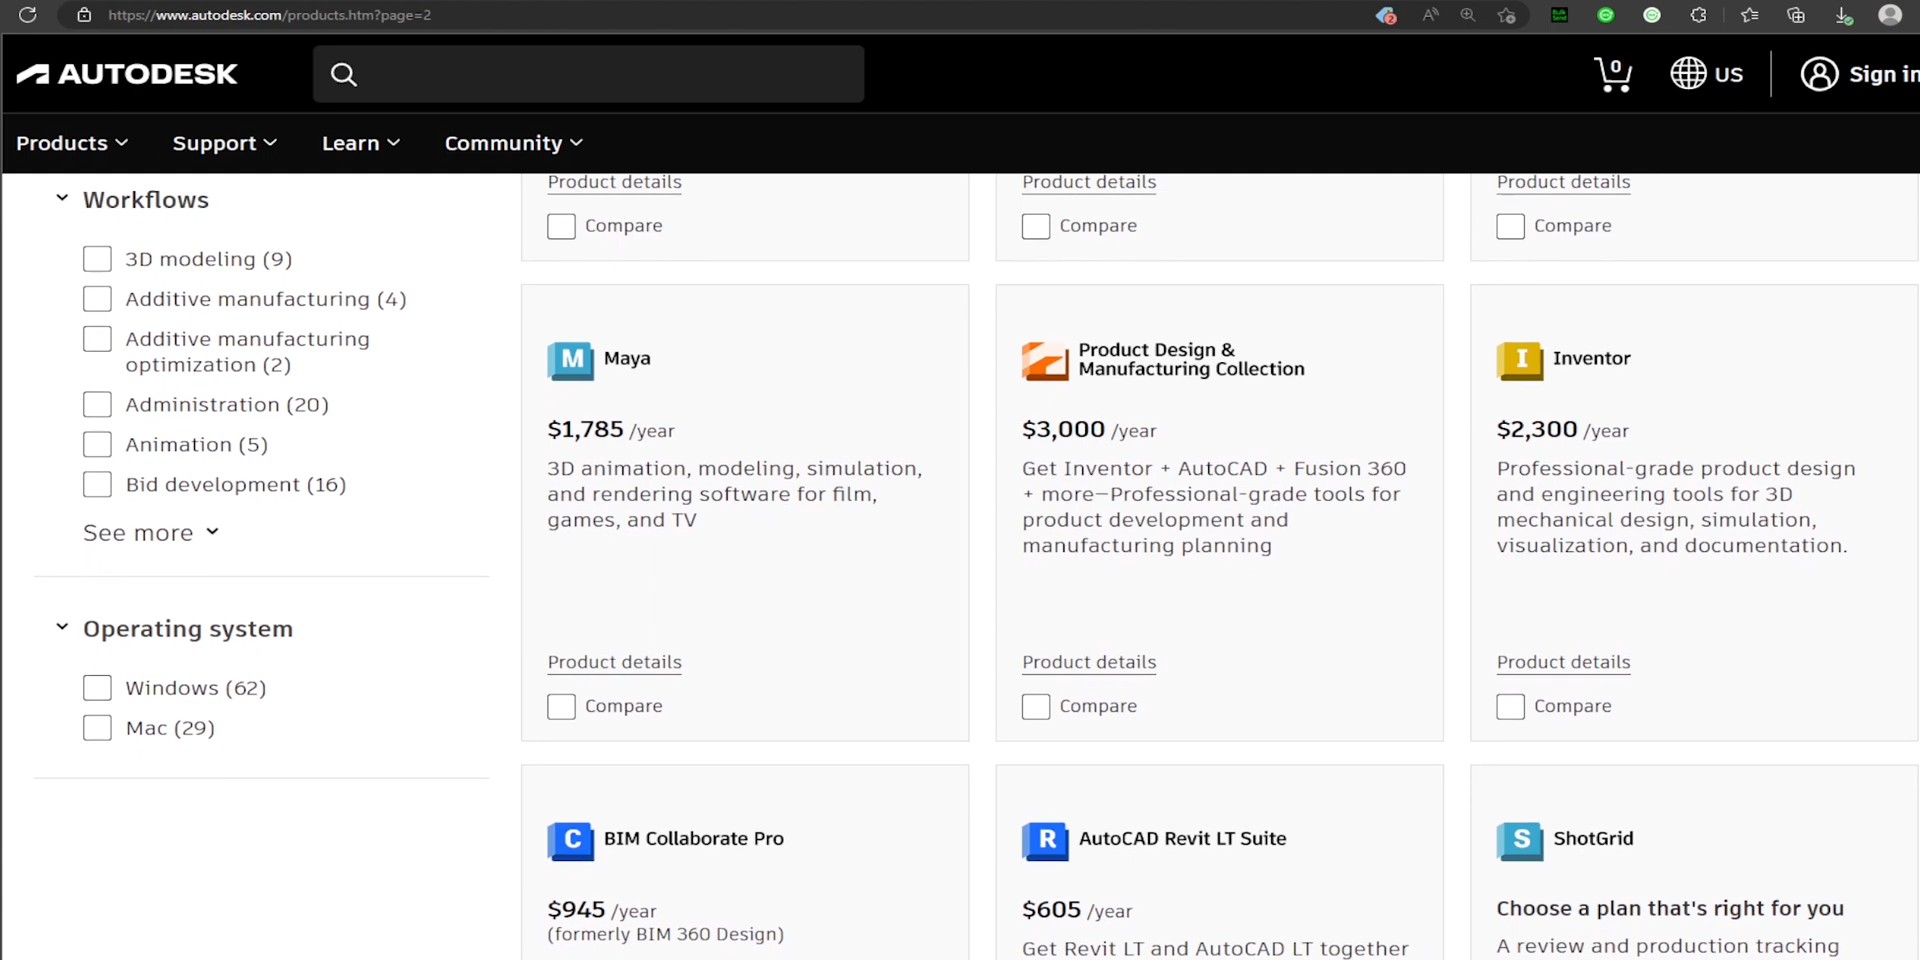 https://www.autodesk.com/products.htm?page=2
2
AUTODESK
0
US
Sign in
Products
Support
Learn
Community
Workflows
3D modeling (9)
Additive manufacturing (4)
Additive manufacturing
optimization (2)
Administration (20)
Animation (5)
Bid development (16)
See more
Operating system
Windows (62)
Mac (29)
Product details
Compare
Product details
Compare
Product details
Compare
M
Maya
$1,785 /year
3D animation, modeling, simulation,
and rendering software for film,
games, and TV
Product details
Compare
Product Design &
Manufacturing Collection
$3,000 /year
Get Inventor + AutoCAD + Fusion 360
+ more—Professional-grade tools for
product development and
manufacturing planning
Product details
Compare
I
Inventor
$2,300 /year
Professional-grade product design
and engineering tools for 3D
mechanical design, simulation,
visualization, and documentation.
Product details
Compare
C
BIM Collaborate Pro
$945 /year
(formerly BIM 360 Design)
R
AutoCAD Revit LT Suite
$605 /year
Get Revit LT and AutoCAD LT together
S
ShotGrid
Choose a plan that's right for you
A review and production tracking